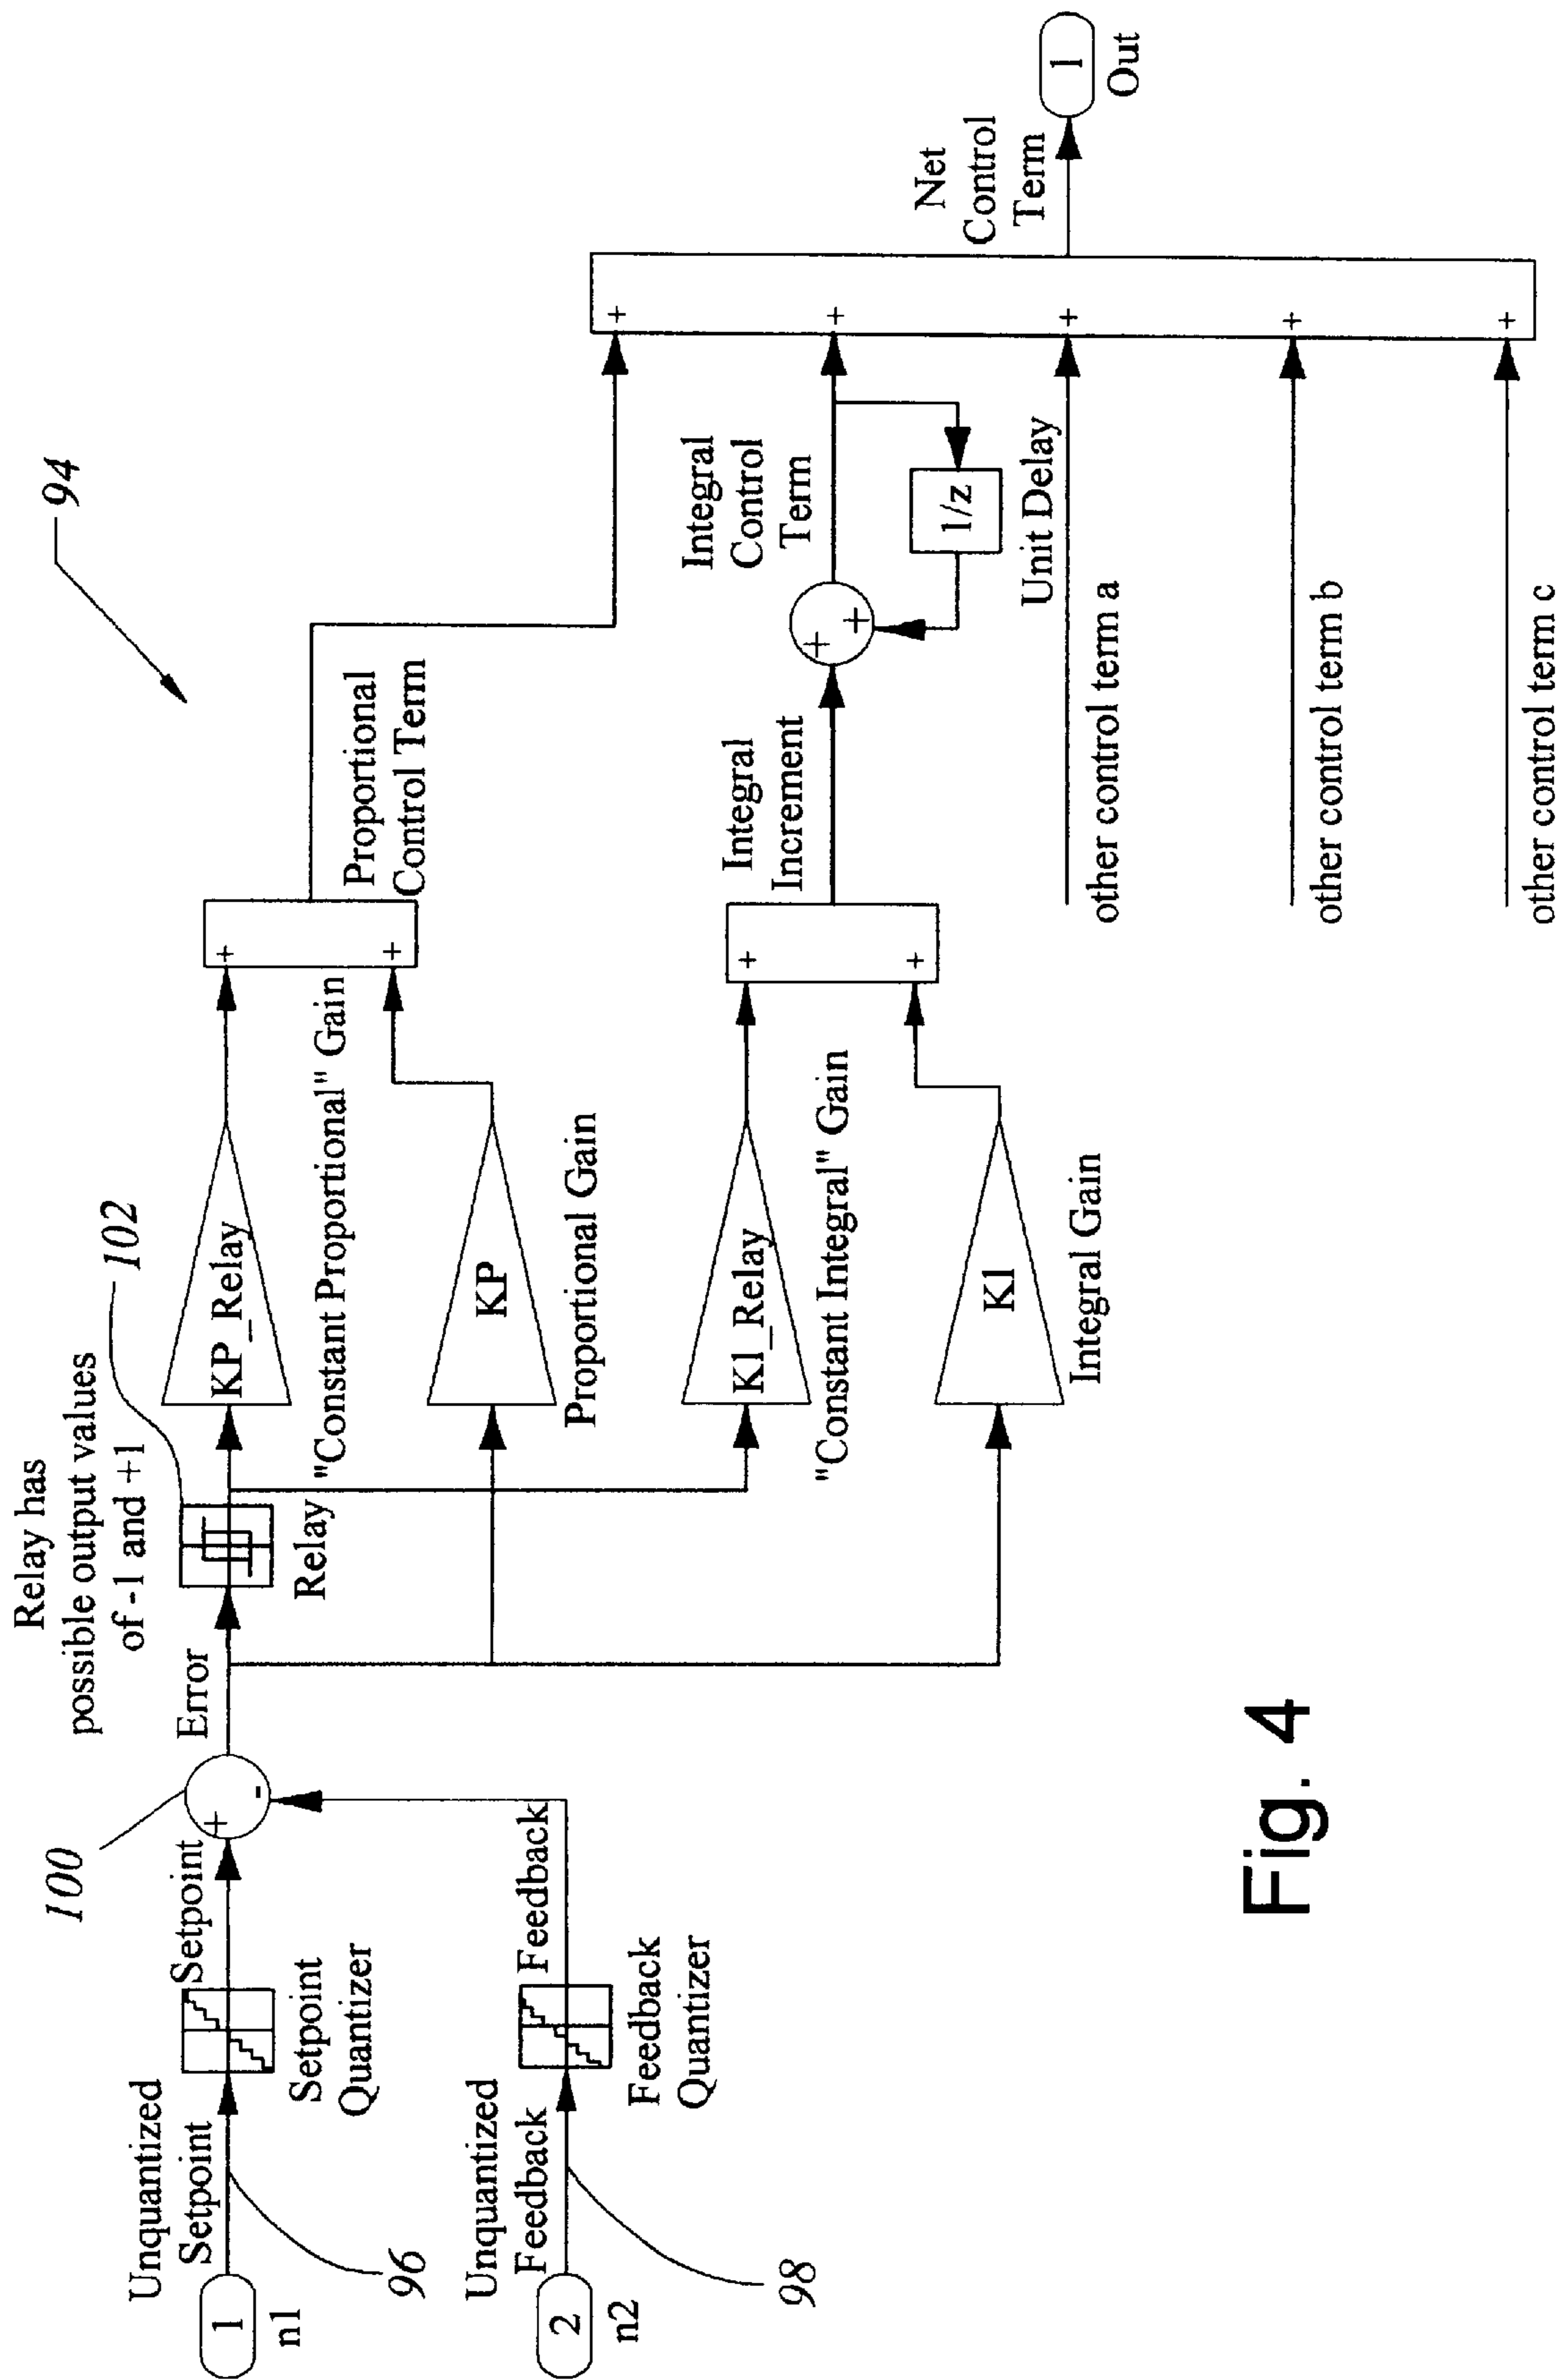 94
Relay has
possible output values
of -1 and +1
102
100
Unquantized
Setpoint
Setpoint
Error
1
n1
96
Setpoint
Quantizer
+
-
Relay
KP_Relay
"Constant Proportional" Gain
KP
Proportional Gain
+
+
Proportional
Control Term
Unquantized
Feedback
Feedback
2
n2
98
Feedback
Quantizer
K1_Relay
"Constant Integral" Gain
K1
Integral Gain
+
+
Integral
Increment
+
+
Integral
Control
Term
1/z
Unit Delay
other control term a
other control term b
other control term c
+
+
+
+
+
Net
Control
Term
1
Out
Fig. 4